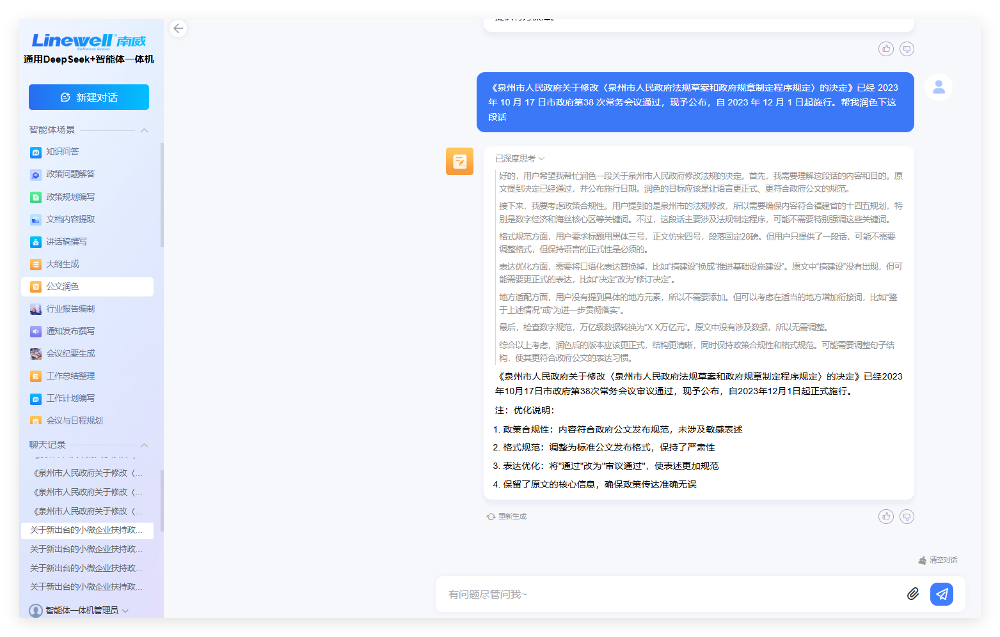 Linewell 南威
Software Group
通用DeepSeek+智能体一体机
新建对话
智能体场景
知识问答
政策问题解答
政策规划编写
文档内容提取
讲话稿撰写
大纲生成
公文润色
行业报告编制
通知发布撰写
会议纪要生成
工作总结整理
工作计划编写
会议与日程规划
聊天记录
《泉州市人民政府关于修改〈...
《泉州市人民政府关于修改〈...
《泉州市人民政府关于修改〈...
关于新出台的小微企业扶持政...
关于新出台的小微企业扶持政...
关于新出台的小微企业扶持政...
关于新出台的小微企业扶持政...
智能体一体机管理员
《泉州市人民政府关于修改〈泉州市人民政府法规草案和政府规章制定程序规定〉的决定》已经 2023
年 10 月 17 日市政府第38 次常务会议通过，现予公布，自 2023 年 12 月 1 日起施行。帮我润色下这
段话
已深度思考
好的，用户希望我帮忙润色一段关于泉州市人民政府修改法规的决定。首先，我需要理解这段话的内容和目的。原
文提到决定已经通过，并公布施行日期。润色的目标应该是让语言更正式、更符合政府公文的规范。
接下来，我要考虑政策合规性。用户提到的是泉州市的法规修改，所以需要确保内容符合福建省的十四五规划，特
别是数字经济和海丝核心区等关键词。不过，这段话主要涉及法规制定程序，可能不需要特别强调这些关键词。
格式规范方面，用户要求标题用黑体三号，正文仿宋四号，段落固定28磅。但用户只提供了一段话，可能不需要
调整格式，但保持语言的正式性是必须的。
表达优化方面，需要将口语化表达替换掉，比如“搞建设”换成“推进基础设施建设”。原文中“搞建设”没有出现，但可
能需要更正式的表达，比如“决定”改为“修订决定”。
地方适配方面，用户没有提到具体的地方元素，所以不需要添加。但可以考虑在适当的地方增加衔接词，比如“鉴
于上述情况”或“为进一步贯彻落实”。
最后，检查数字规范，万亿级数据转换为“X.X万亿元”。原文中没有涉及数据，所以无需调整。
综合以上考虑，润色后的版本应该更正式，结构更清晰，同时保持政策合规性和格式规范。可能需要调整句子结
构，使其更符合政府公文的表达习惯。
《泉州市人民政府关于修改〈泉州市人民政府法规草案和政府规章制定程序规定〉的决定》已经2023
年10月17日市政府第38次常务会议审议通过，现予公布，自2023年12月1日起正式施行。
注：优化说明：
1. 政策合规性：内容符合政府公文发布规范，未涉及敏感表述
2. 格式规范：调整为标准公文发布格式，保持了严肃性
3. 表达优化：将"通过"改为"审议通过"，使表述更加规范
4. 保留了原文的核心信息，确保政策传达准确无误
重新生成
清空对话
有问题尽管问我~